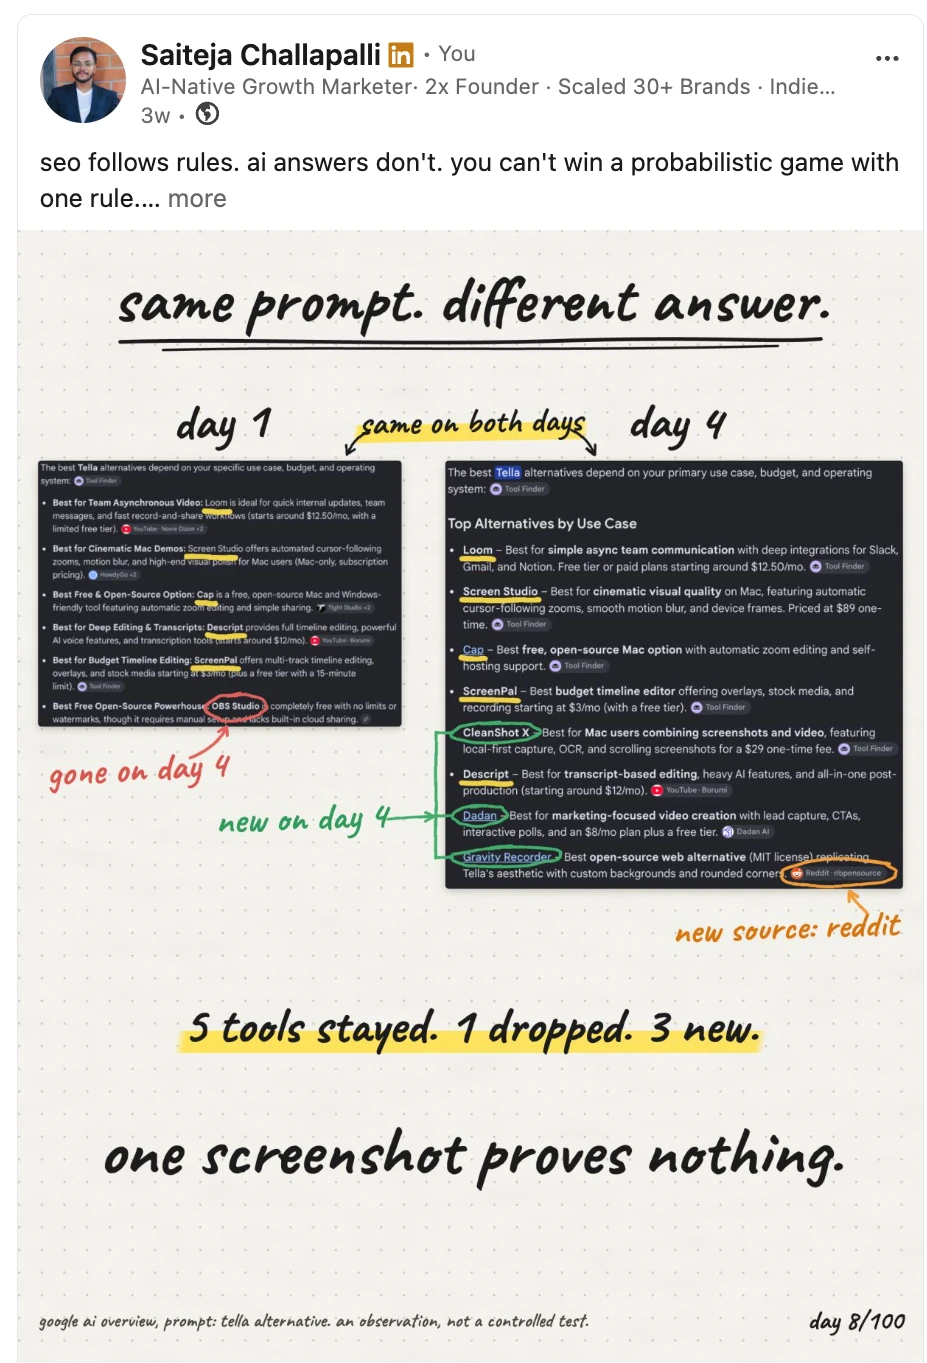 Saiteja Challapalli in • You
AI-Native Growth Marketer· 2x Founder · Scaled 30+ Brands · Indie...
3w •
seo follows rules. ai answers don't. you can't win a probabilistic game with
one rule.... more
same prompt. different answer.
day 1
same on both days
day 4
The best Tella alternatives depend on your specific use case, budget, and operating
system: Tool Finder
• Best for Team Asynchronous Video: Loom is ideal for quick internal updates, team
messages, and fast record-and-share workflows (starts around $12.50/mo, with a
limited free tier). YouTube · Dixon +2
• Best for Cinematic Mac Demos: Screen Studio offers automated cursor-following
zooms, motion blur, and high-end visual polish for Mac users (Mac-only, subscription
pricing). HowdyGo +2
• Best Free & Open-Source Option: Cap is a free, open-source Mac and Windows-
friendly tool featuring automatic zoom editing and simple sharing. Tight Studio +2
• Best for Deep Editing & Transcripts: Descript provides full timeline editing, powerful
AI voice features, and transcription tools (starts around $12/mo). YouTube · Borumi
• Best for Budget Timeline Editing: ScreenPal offers multi-track timeline editing,
overlays, and stock media starting at $3/mo (plus a free tier with a 15-minute
limit). Tool Finder
• Best Free Open-Source Powerhouse: OBS Studio is completely free with no limits or
watermarks, though it requires manual setup and lacks built-in cloud sharing.
gone on day 4
new on day 4
The best Tella alternatives depend on your primary use case, budget, and operating
system: Tool Finder
Top Alternatives by Use Case
• Loom – Best for simple async team communication with deep integrations for Slack,
Gmail, and Notion. Free tier or paid plans starting around $12.50/mo. Tool Finder
• Screen Studio – Best for cinematic visual quality on Mac, featuring automatic
cursor-following zooms, smooth motion blur, and device frames. Priced at $89 one-
time. Tool Finder
• Cap – Best free, open-source Mac option with automatic zoom editing and self-
hosting support. Tool Finder
• ScreenPal – Best budget timeline editor offering overlays, stock media, and
recording starting at $3/mo (with a free tier). Tool Finder
• CleanShot X – Best for Mac users combining screenshots and video, featuring
local-first capture, OCR, and scrolling screenshots for a $29 one-time fee. Tool Finder
• Descript – Best for transcript-based editing, heavy AI features, and all-in-one post-
production (starting around $12/mo). YouTube · Borumi
• Dadan – Best for marketing-focused video creation with lead capture, CTAs,
interactive polls, and an $8/mo plan plus a free tier. Dadan AI
• Gravity Recorder – Best open-source web alternative (MIT license) replicating
Tella's aesthetic with custom backgrounds and rounded corners. Reddit · r/opensource
new source: reddit
5 tools stayed. 1 dropped. 3 new.
one screenshot proves nothing.
google ai overview, prompt: tella alternative. an observation, not a controlled test.
day 8/100